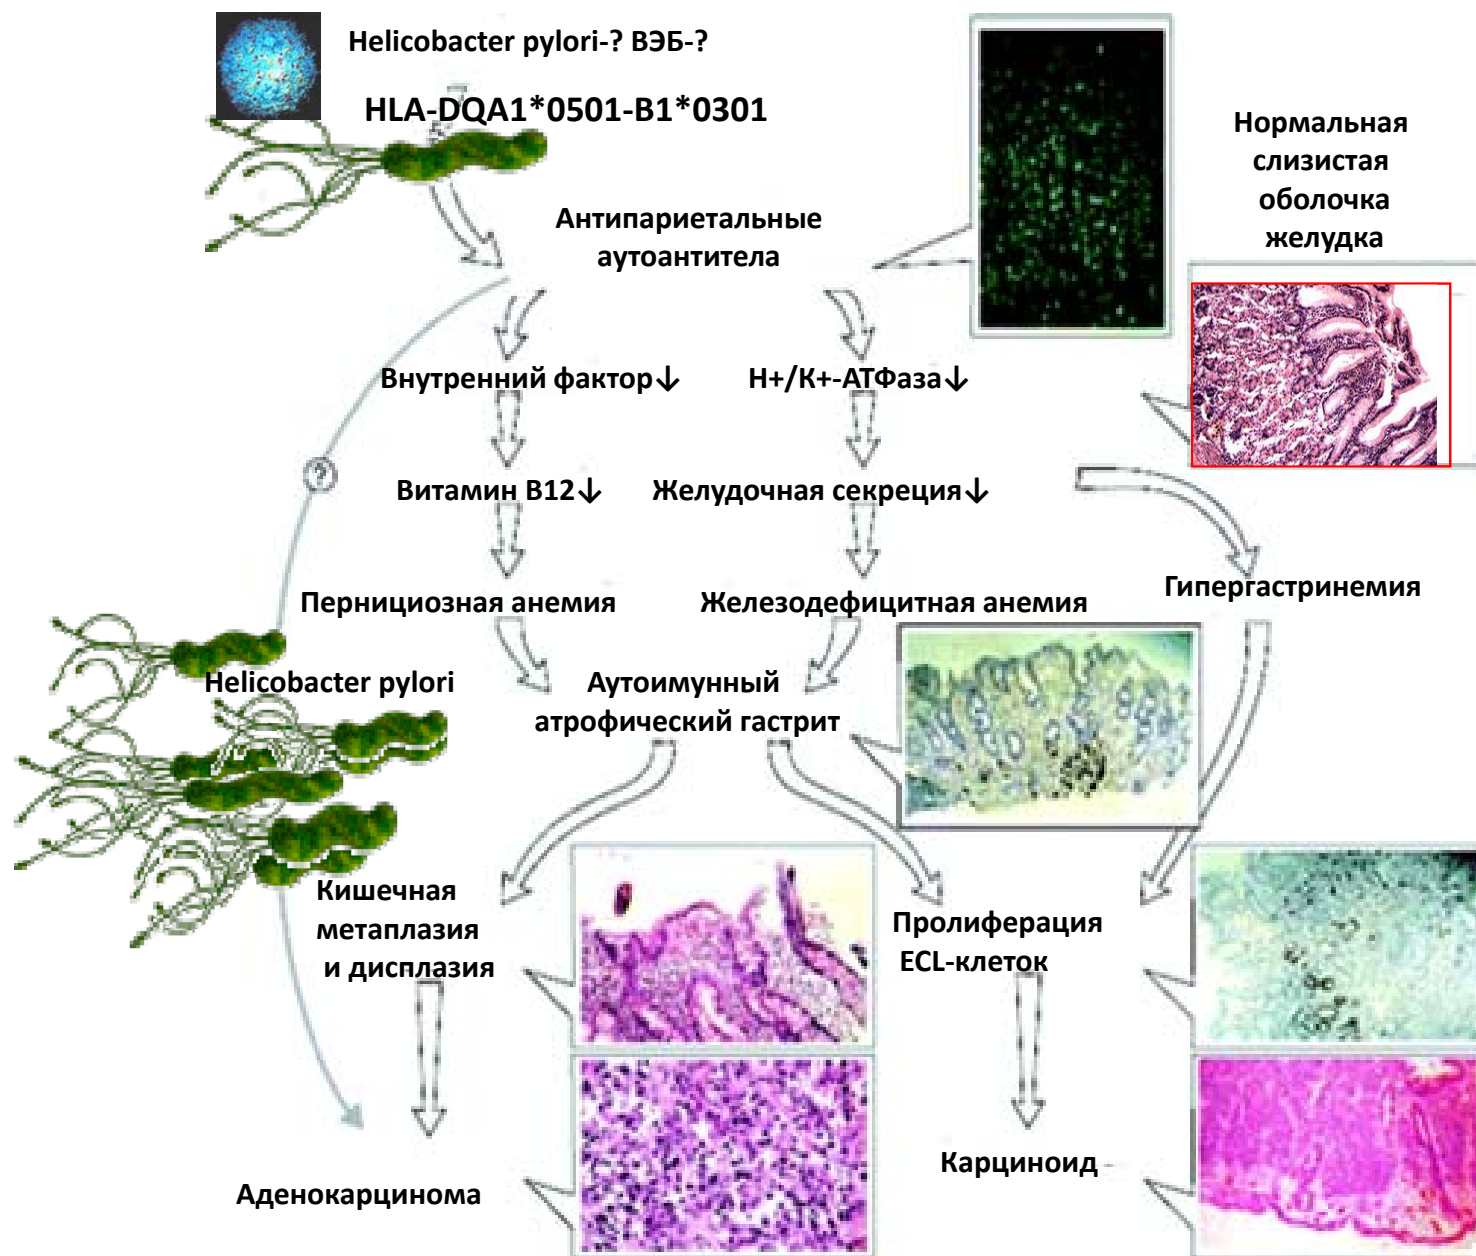 Helicobacter pylori-? ВЭБ-?
HLA-DQA1*0501-B1*0301
Нормальная
слизистая
оболочка
желудка
Антипариетальные
аутоантитела
Внутренний фактор↓
Н+/К+-АТФаза↓
?
Витамин В12↓
Желудочная секреция↓
Пернициозная анемия
Железодефицитная анемия
Гипергастринемия
Helicobacter pylori
Аутоимунный
атрофический гастрит
Кишечная
метаплазия
и дисплазия
Пролиферация
ECL-клеток
Аденокарцинома
Карциноид